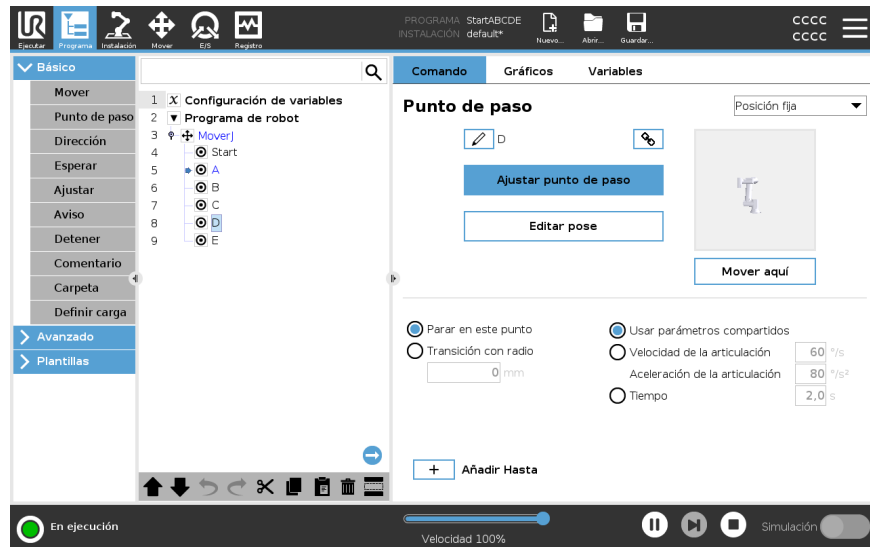 PROGRAMA StartABCDE
INSTALACIÓN default*
Ejecutar Programa Instalación Mover E/S Registro Nuevo... Abrir... Guardar...
CCCC
CCCC
Básico
Mover
Punto de paso
Dirección
Esperar
Ajustar
Aviso
Detener
Comentario
Carpeta
Definir carga
Avanzado
Plantillas
1 X Configuración de variables
2 Programa de robot
3 MoverJ
4 Start
5 A
6 B
7 C
8 D
9 E
Comando Gráficos Variables
Punto de paso
Posición fija
D
Ajustar punto de paso
Editar pose
Mover aquí
Parar en este punto
Transición con radio
0 mm
Usar parámetros compartidos
Velocidad de la articulación 60 °/s
Aceleración de la articulación 80 °/s²
Tiempo 2,0 s
+ Añadir Hasta
En ejecución
Velocidad 100%
Simulación